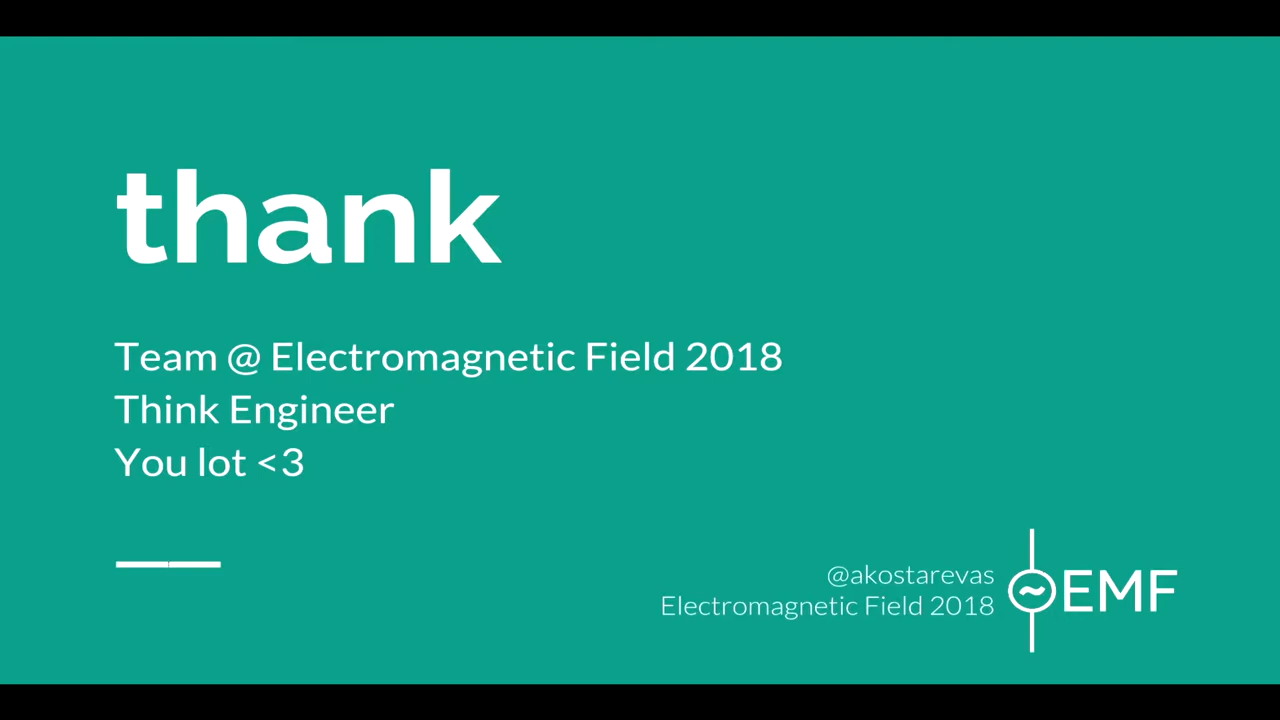 thank
Team @ Electromagnetic Field 2018
Think Engineer
You lot <3
@akostarevas
Electromagnetic Field 2018
EMF